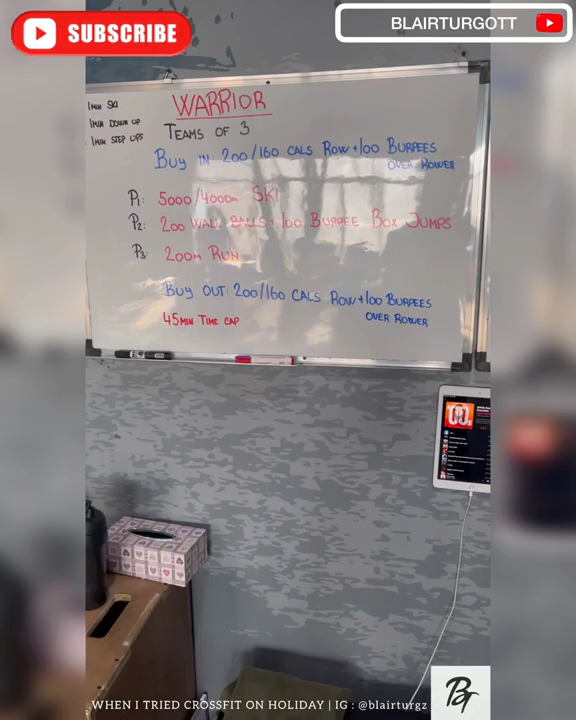 SUBSCRIBE
BLAIRTURGOTT
1MIN SKI
1MIN DOWN UP
1MIN STEP UPS
WARRIOR
TEAMS OF 3
BUY IN 200/160 CALS ROW+100 BURPEES
OVER ROWER
P1: 5000/4000m SKI
P2: 200 WALL BALLS+100 BURPEE BOX JUMPS
P3: 200m RUN
BUY OUT: 200/160 CALS ROW+100 BURPEES
OVER ROWER
45MIN TIME CAP
WHEN I TRIED CROSSFIT ON HOLIDAY | IG : @blairturgz